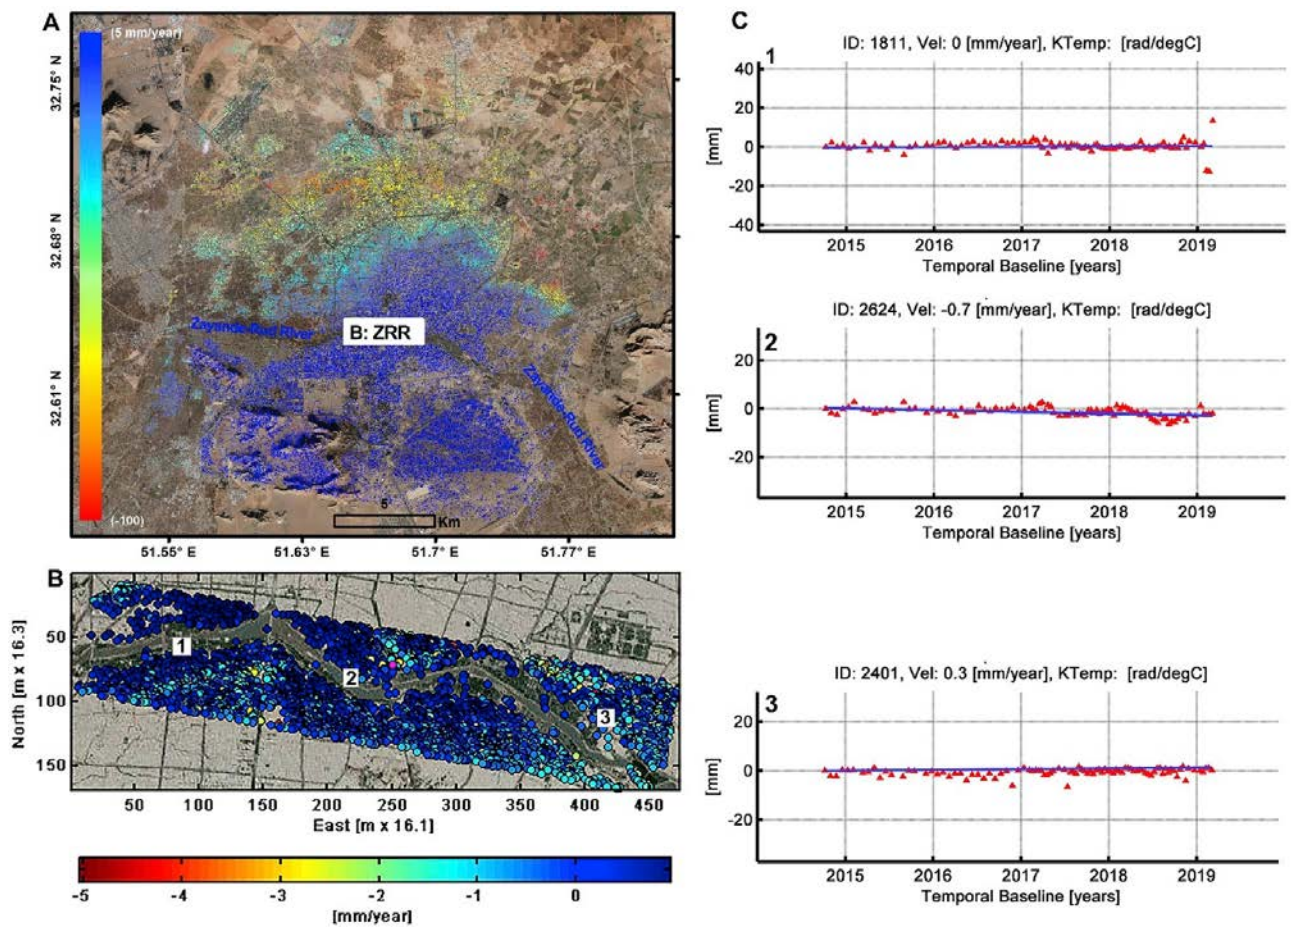 A
(5 mm/year)
32.75° N
32.68° N
32.61° N
Zayande-Rud River
B: ZRR
Zayande-Rud River
5
Km
(-100)
51.55° E 51.63° E 51.7° E 51.77° E
B
North [m x 16.3]
50
100
150
1
2
3
50 100 150 200 250 300 350 400 450
East [m x 16.1]
-5 -4 -3 -2 -1 0
[mm/year]
C
ID: 1811, Vel: 0 [mm/year], KTemp: [rad/degC]
1
40
20
0
-20
-40
[mm]
2015 2016 2017 2018 2019
Temporal Baseline [years]
ID: 2624, Vel: -0.7 [mm/year], KTemp: [rad/degC]
2
20
0
-20
[mm]
2015 2016 2017 2018 2019
Temporal Baseline [years]
ID: 2401, Vel: 0.3 [mm/year], KTemp: [rad/degC]
3
20
0
-20
[mm]
2015 2016 2017 2018 2019
Temporal Baseline [years]